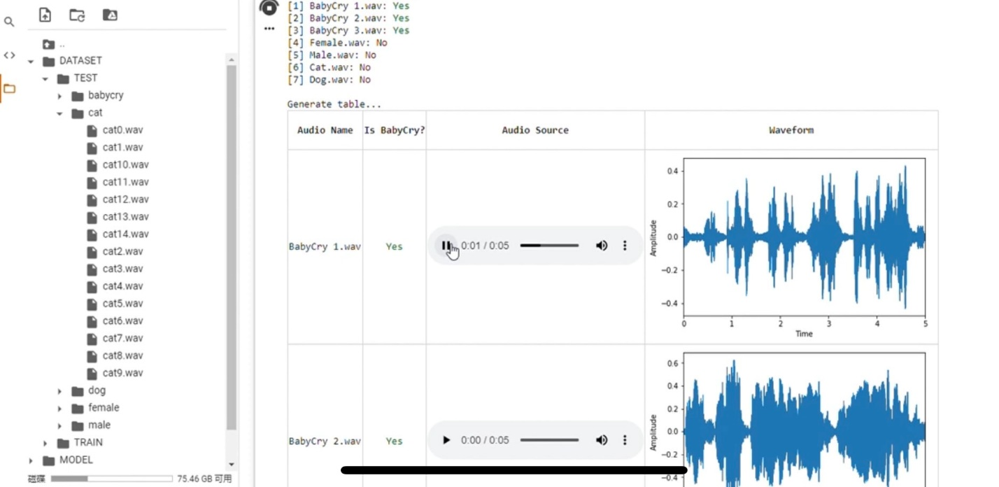 ..
DATASET
TEST
babycry
cat
cat0.wav
cat1.wav
cat10.wav
cat11.wav
cat12.wav
cat13.wav
cat14.wav
cat2.wav
cat3.wav
cat4.wav
cat5.wav
cat6.wav
cat7.wav
cat8.wav
cat9.wav
dog
female
male
TRAIN
MODEL
磁碟 75.46 GB 可用
[1] BabyCry 1.wav: Yes
[2] BabyCry 2.wav: Yes
[3] BabyCry 3.wav: Yes
[4] Female.wav: No
[5] Male.wav: No
[6] Cat.wav: No
[7] Dog.wav: No
Generate table...
Audio Name Is BabyCry? Audio Source Waveform
BabyCry 1.wav Yes 0:01 / 0:05
0.4
0.2
0.0
−0.2
−0.4
Amplitude
0 1 2 3 4 5
Time
BabyCry 2.wav Yes 0:00 / 0:05
0.6
0.4
0.2
0.0
−0.2
−0.4
Amplitude